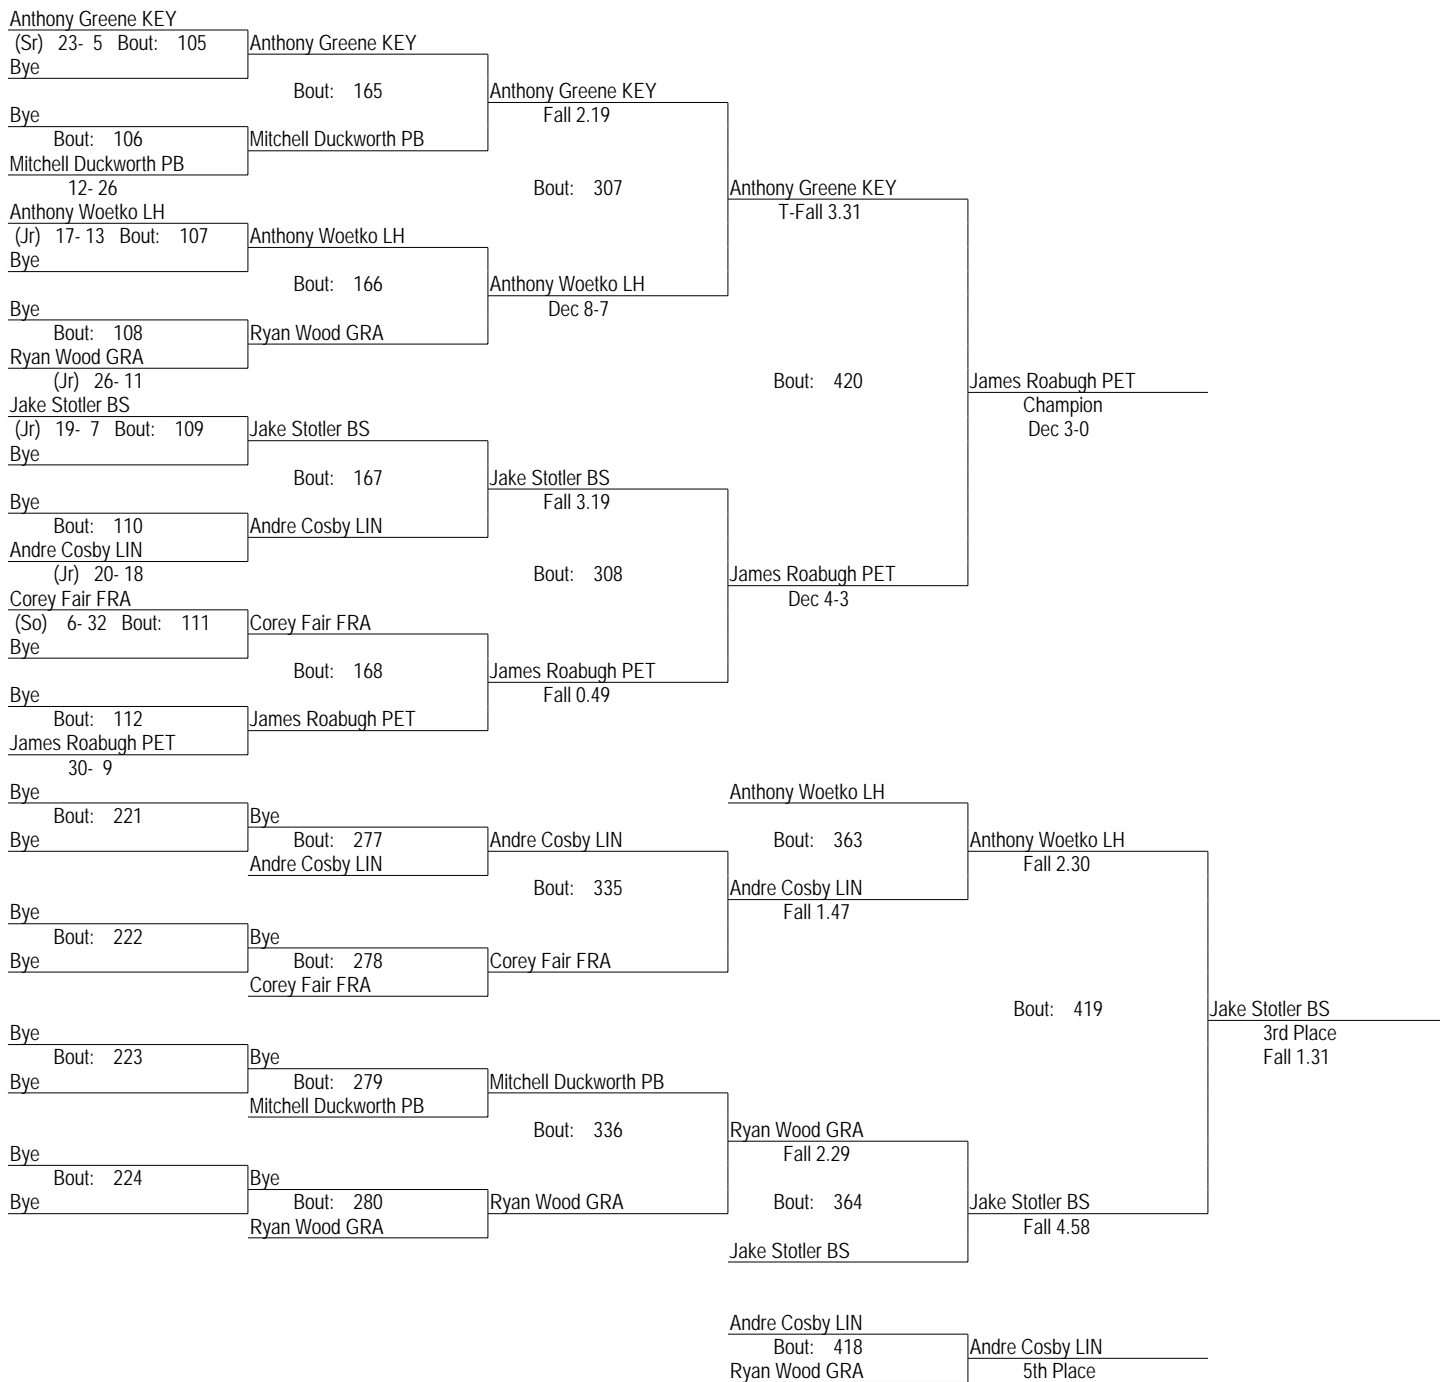 Anthony Greene KEY
(Sr) 23- 5 Bout: 105 Anthony Greene KEY
Bye
Bout: 165 Anthony Greene KEY
Bye Fall 2.19
Bout: 106 Mitchell Duckworth PB
Mitchell Duckworth PB
12- 26 Bout: 307 Anthony Greene KEY
Anthony Woetko LH T-Fall 3.31
(Jr) 17- 13 Bout: 107 Anthony Woetko LH
Bye
Bout: 166 Anthony Woetko LH
Bye Dec 8-7
Bout: 108 Ryan Wood GRA
Ryan Wood GRA
(Jr) 26- 11 Bout: 420 James Roabugh PET
Jake Stotler BS Champion
(Jr) 19- 7 Bout: 109 Jake Stotler BS Dec 3-0
Bye
Bout: 167 Jake Stotler BS
Bye Fall 3.19
Bout: 110 Andre Cosby LIN
Andre Cosby LIN
(Jr) 20- 18 Bout: 308 James Roabugh PET
Corey Fair FRA Dec 4-3
(So) 6- 32 Bout: 111 Corey Fair FRA
Bye
Bout: 168 James Roabugh PET
Bye Fall 0.49
Bout: 112 James Roabugh PET
James Roabugh PET
30- 9
Bye Anthony Woetko LH
Bout: 221 Bye
Bye Bout: 277 Andre Cosby LIN Bout: 363 Anthony Woetko LH
Andre Cosby LIN Fall 2.30
Bout: 335 Andre Cosby LIN
Bye Fall 1.47
Bout: 222 Bye
Bye Bout: 278 Corey Fair FRA
Corey Fair FRA
Bout: 419 Jake Stotler BS
Bye 3rd Place
Bout: 223 Bye Fall 1.31
Bye Bout: 279 Mitchell Duckworth PB
Mitchell Duckworth PB
Bout: 336 Ryan Wood GRA
Bye Fall 2.29
Bout: 224 Bye
Bye Bout: 280 Ryan Wood GRA Bout: 364 Jake Stotler BS
Ryan Wood GRA Fall 4.58
Jake Stotler BS
Andre Cosby LIN
Bout: 418 Andre Cosby LIN
Ryan Wood GRA 5th Place